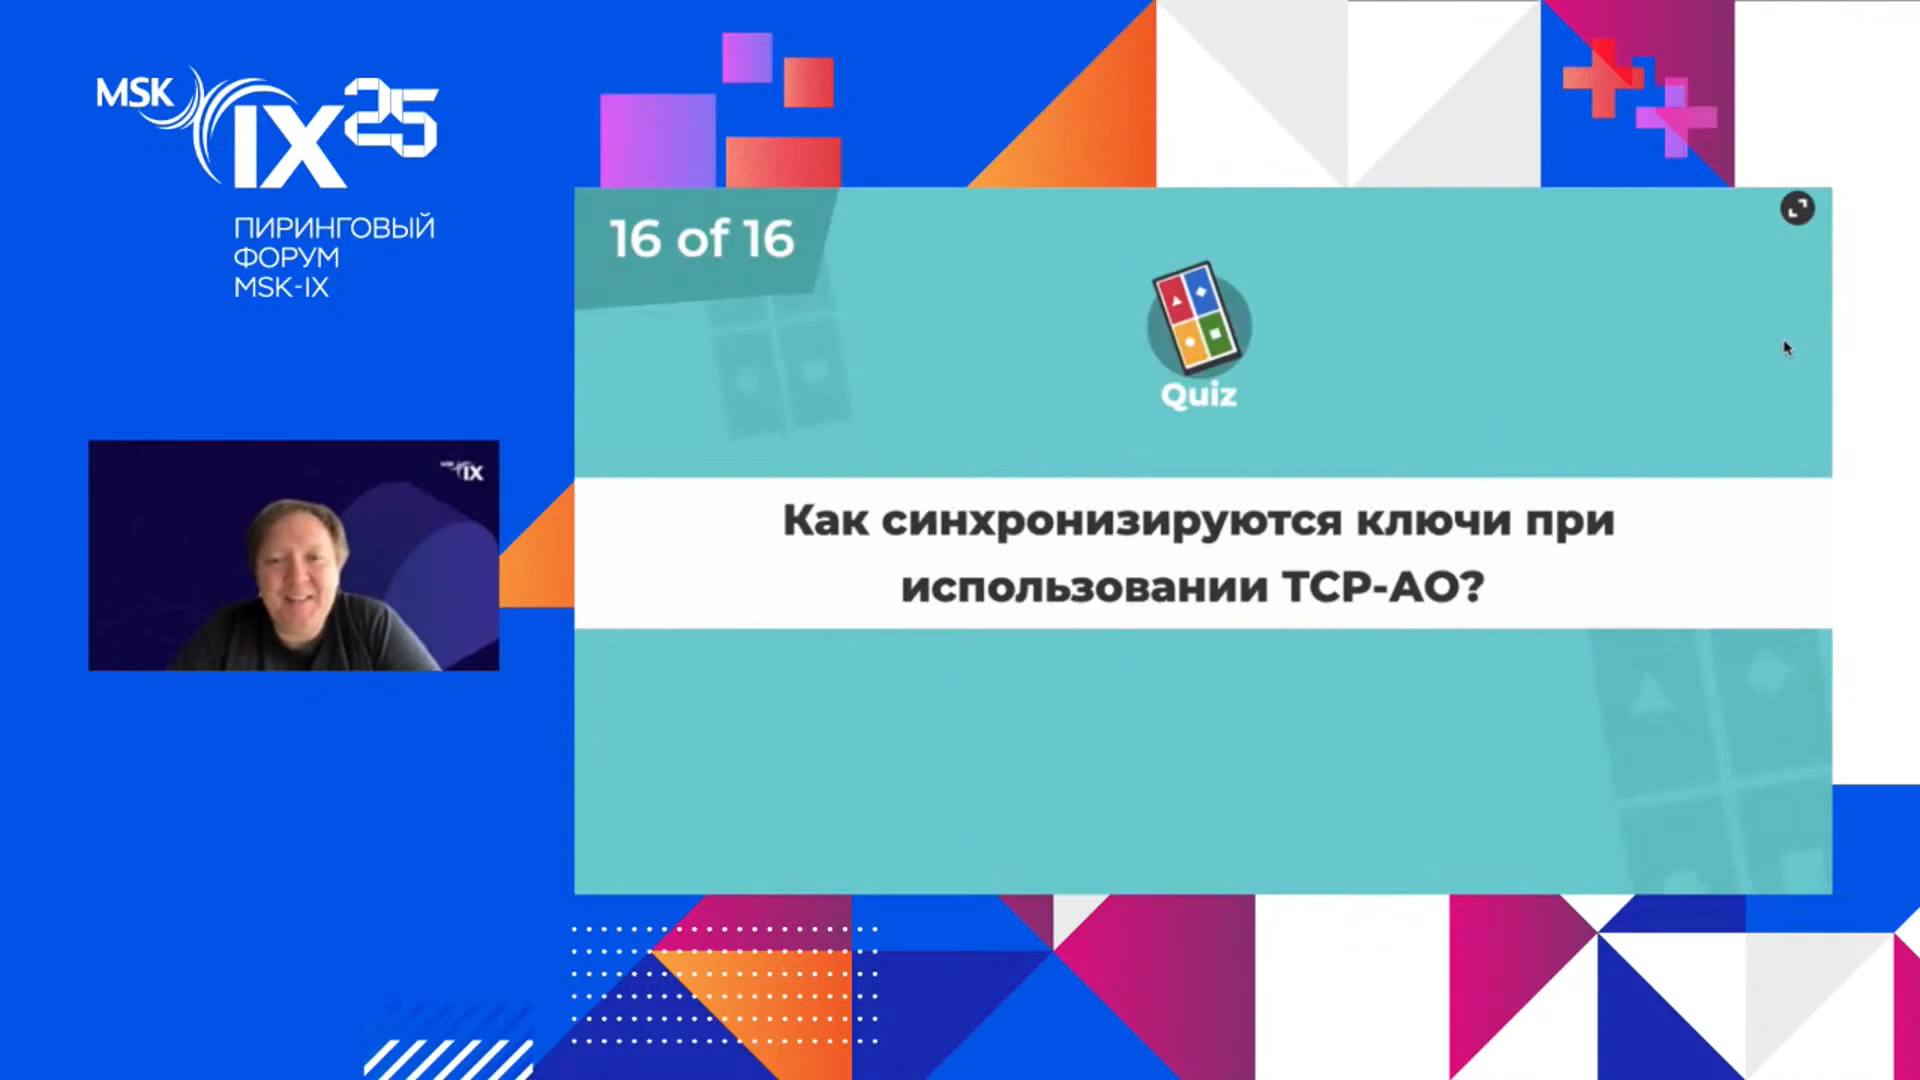 MSK
IX 25
ПИРИНГОВЫЙ
ФОРУМ
MSK-IX
16 of 16
Quiz
Как синхронизируются ключи при
использовании TCP-AO?
MSK IX